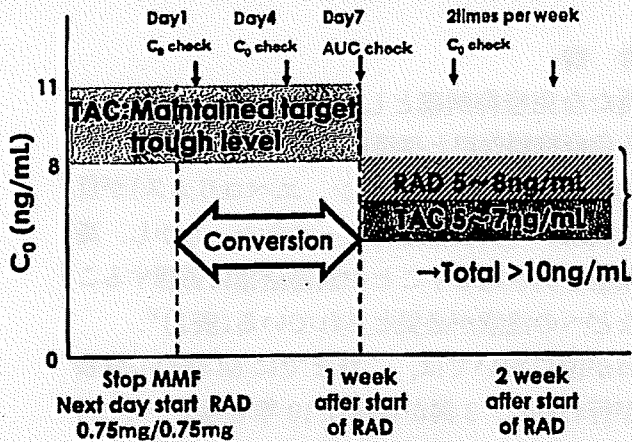 Day1 Day4 Day7 2times per week
C₀ check C₀ check AUC check C₀ check
11
TAC:Maintained target
trough level
8
RAD 5~8ng/mL
TAC 5~7ng/mL
C₀ (ng/mL)
Conversion
→Total >10ng/mL
0
Stop MMF
Next day start RAD
0.75mg/0.75mg
1 week
after start
of RAD
2 week
after start
of RAD